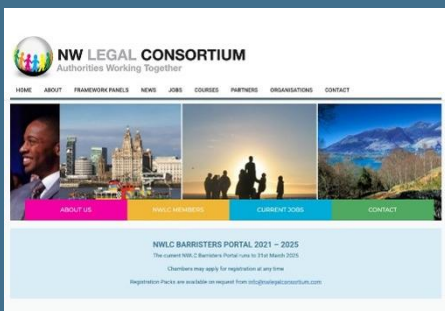 NW LEGAL CONSORTIUM
Authorities Working Together
HOME ABOUT FRAMEWORK PANELS NEWS JOBS COURSES PARTNERS ORGANISATIONS CONTACT
ABOUT US NWLC MEMBERS CURRENT JOBS CONTACT
NWLC BARRISTERS PORTAL 2021 – 2025
The current NWLC Barristers Portal runs to 31st March 2025
Chambers may apply for registration at any time
Registration Packs are available on request from info@nwlegalconsortium.com